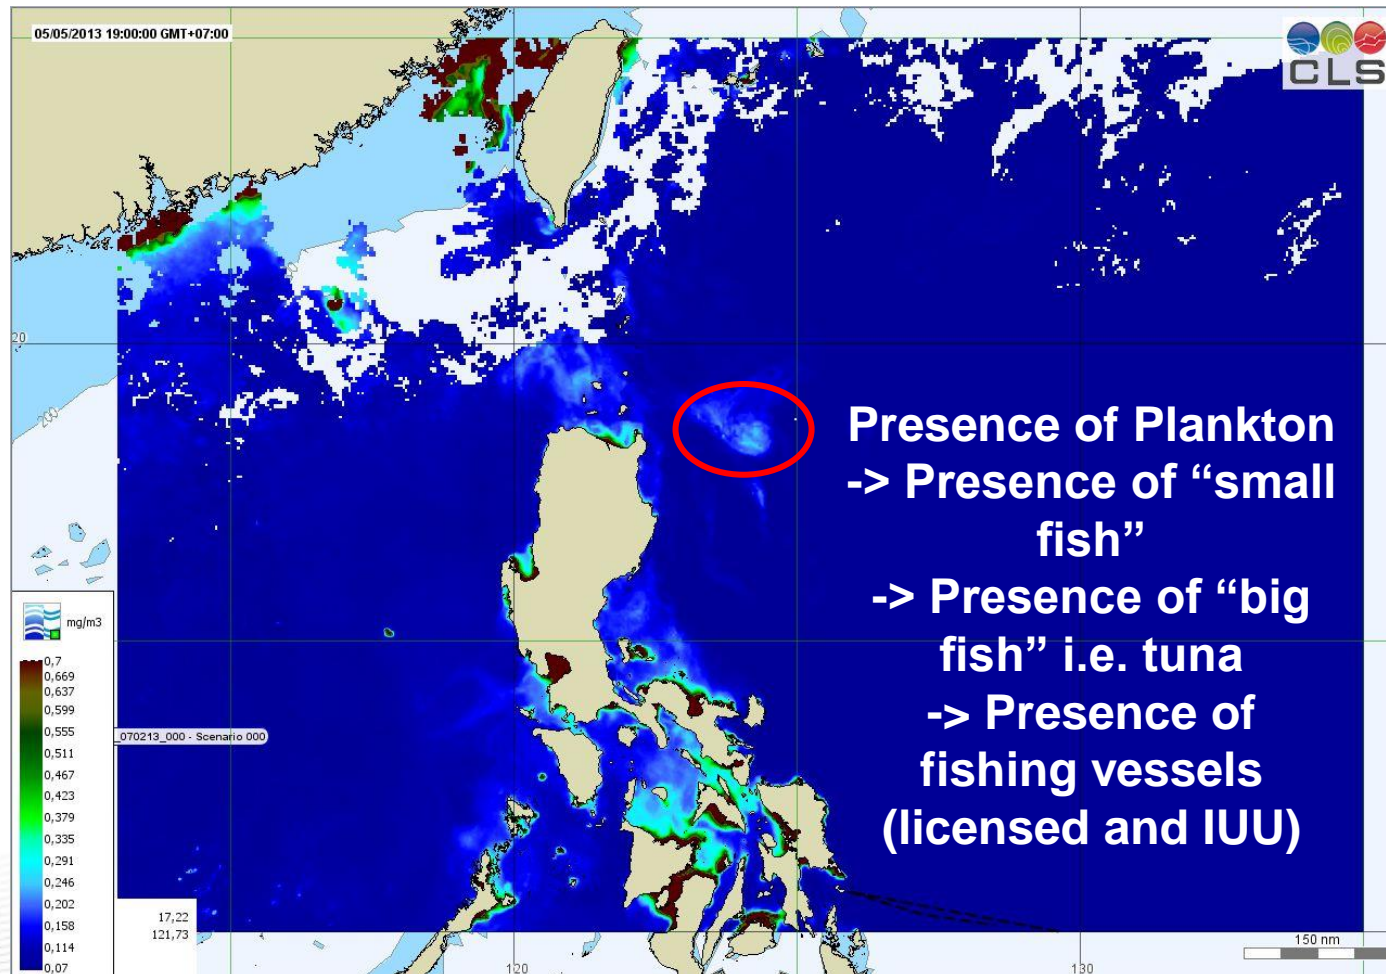 05/05/2013 19:00:00 GMT+07:00
CLS
20
200
Presence of Plankton
-> Presence of “small
fish”
-> Presence of “big
fish” i.e. tuna
-> Presence of
fishing vessels
(licensed and IUU)
mg/m3
0,7
0,669
0,637
0,599
0,555
0,511
0,467
0,423
0,379
0,335
0,291
0,246
0,202
0,158
0,114
0,07
_070213_000 - Scenario 000
17,22
121,73
150 nm
120
130